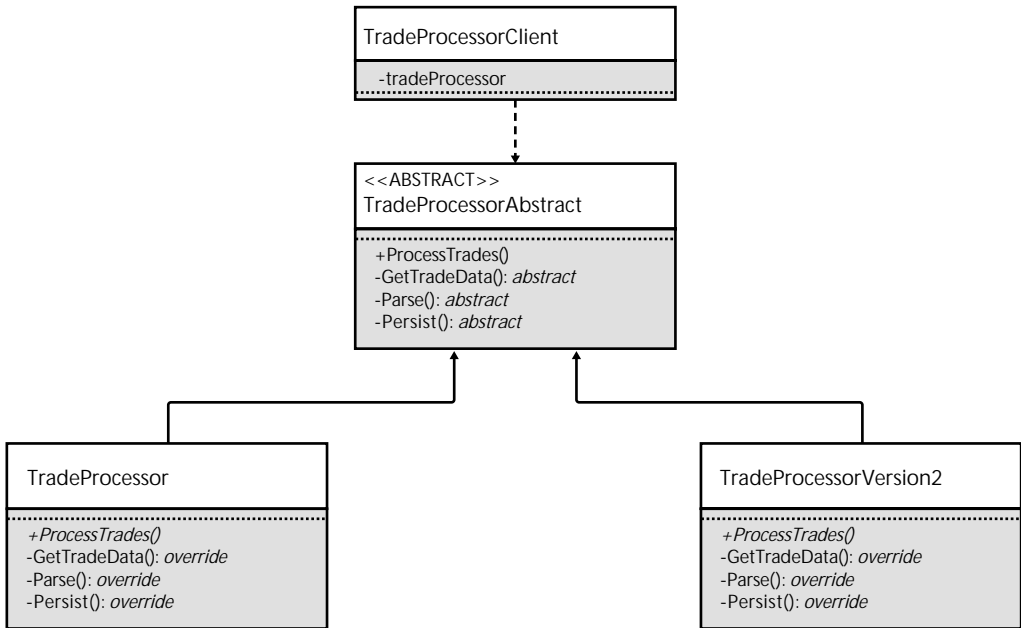 TradeProcessorClient
-tradeProcessor
<<ABSTRACT>>
TradeProcessorAbstract
+ProcessTrades()
-GetTradeData(): abstract
-Parse(): abstract
-Persist(): abstract
TradeProcessor
+ProcessTrades()
-GetTradeData(): override
-Parse(): override
-Persist(): override
TradeProcessorVersion2
+ProcessTrades()
-GetTradeData(): override
-Parse(): override
-Persist(): override